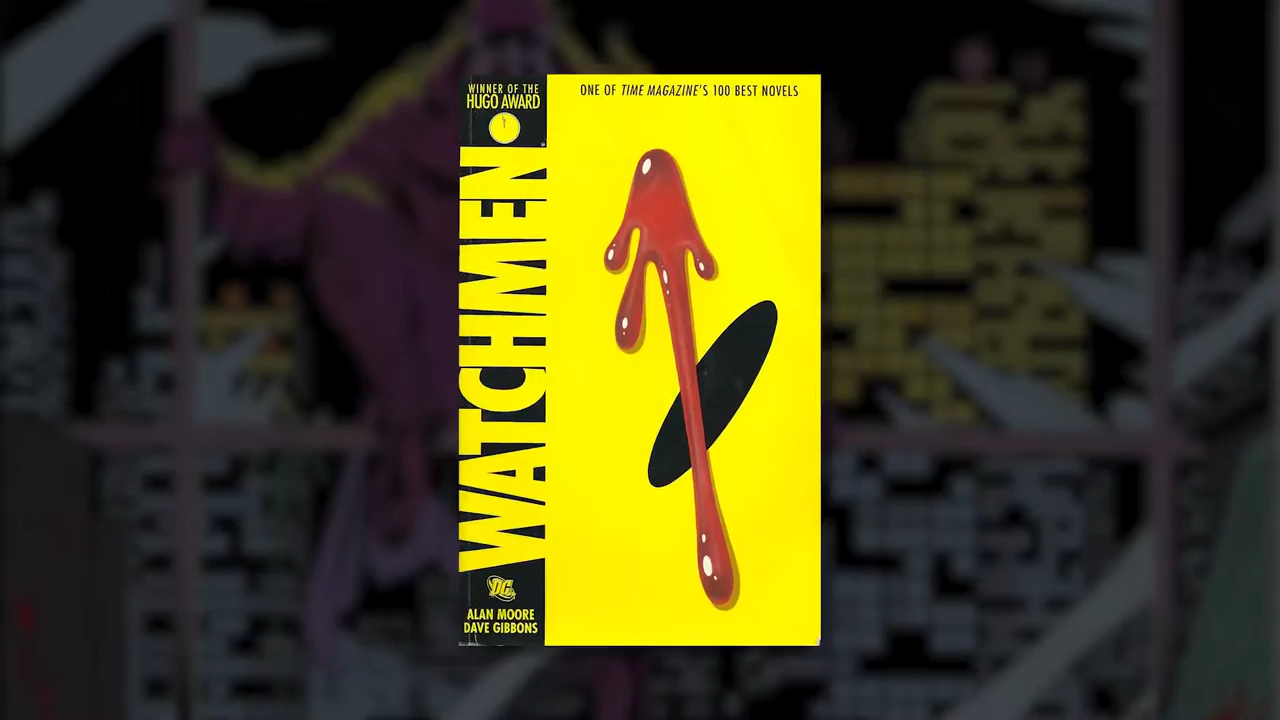 WINNER OF THE
HUGO AWARD
WATCHMEN
DC
ALAN MOORE
DAVE GIBBONS
ONE OF TIME MAGAZINE'S 100 BEST NOVELS